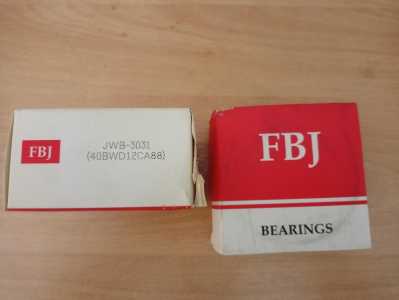 FBJ
JWB-3031
(40BWD12CA88)
FBJ
BEARINGS